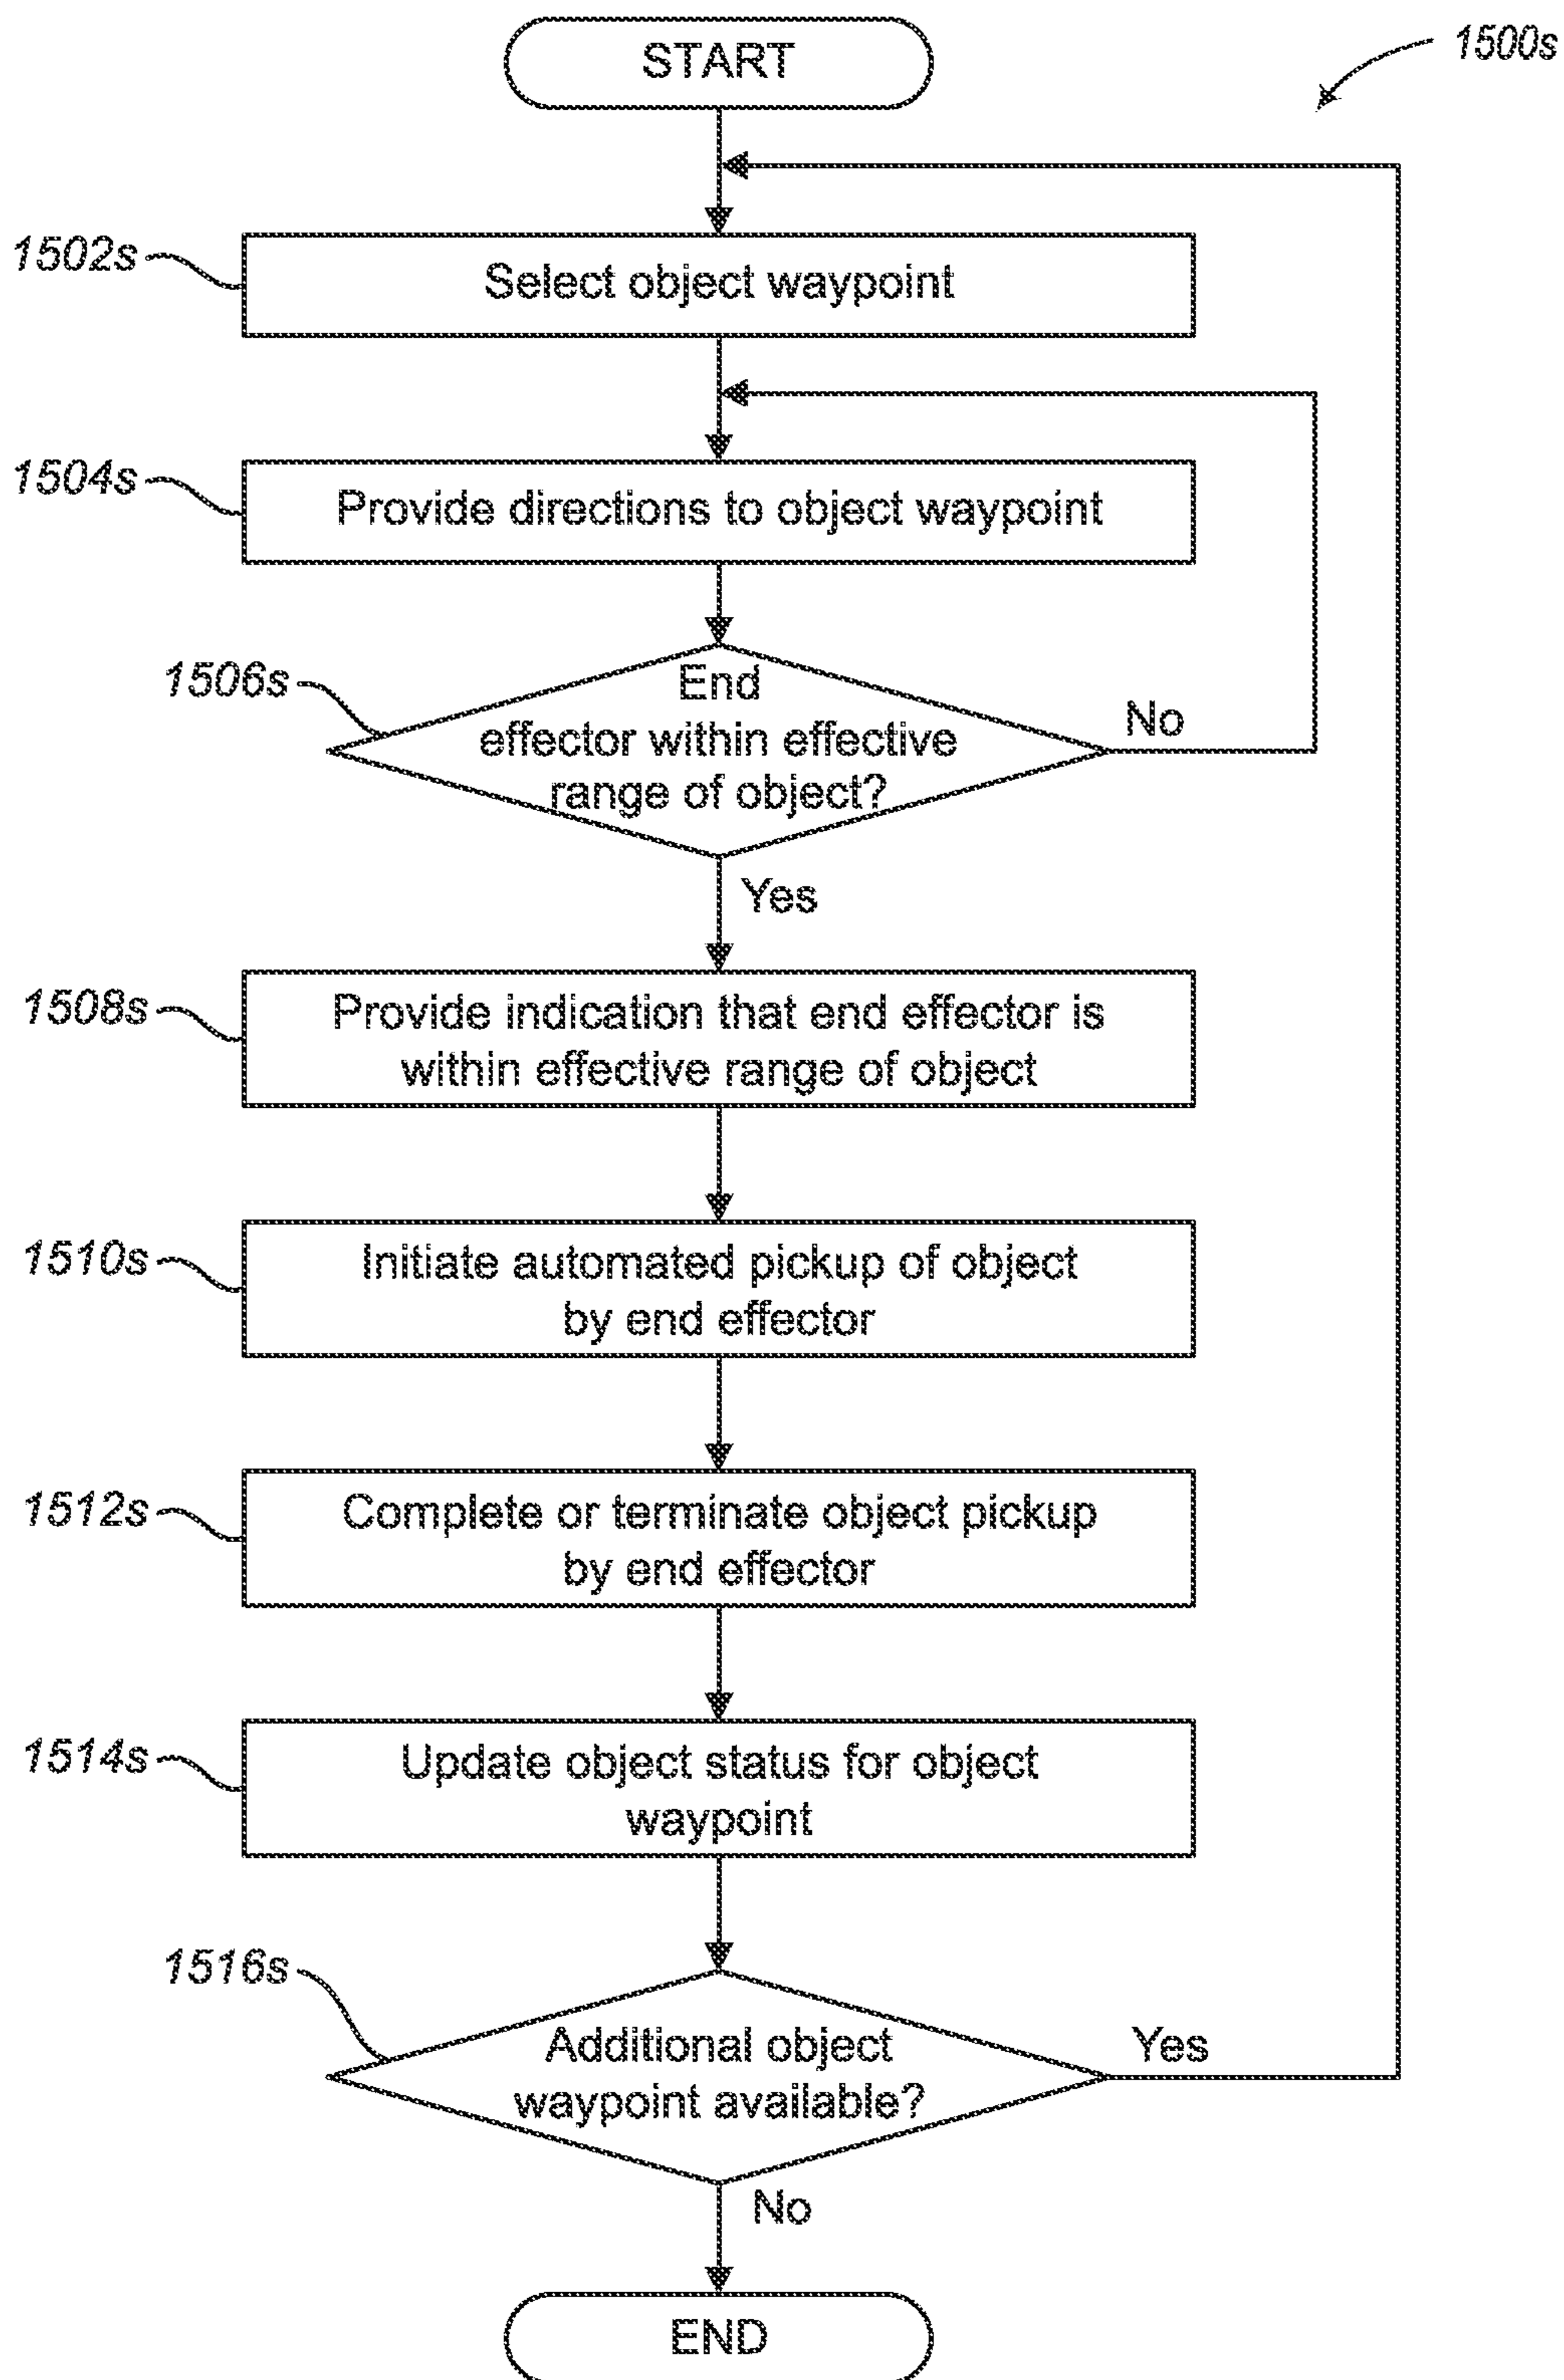 START
1500s
1502s
Select object waypoint
1504s
Provide directions to object waypoint
1506s
End
effector within effective
range of object?
No
Yes
1508s
Provide indication that end effector is
within effective range of object
1510s
Initiate automated pickup of object
by end effector
1512s
Complete or terminate object pickup
by end effector
1514s
Update object status for object
waypoint
1516s
Additional object
waypoint available?
Yes
No
END